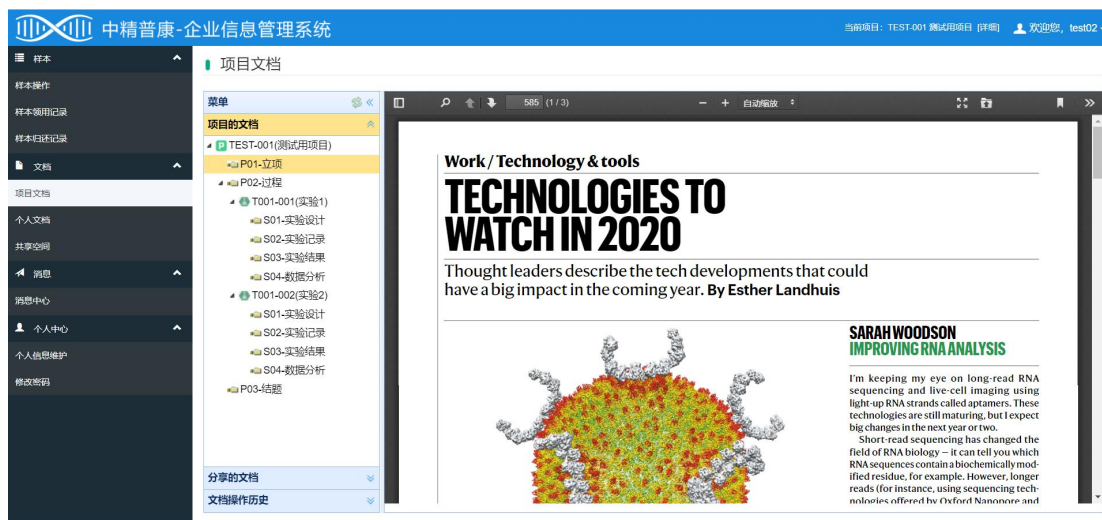 中精普康-企业信息管理系统
当前项目：TEST-001 测试用项目 [详细]
欢迎您，test02
样本
样本操作
样本领用记录
样本归还记录
文档
项目文档
个人文档
共享空间
消息
消息中心
个人中心
个人信息维护
修改密码
项目文档
菜单
项目的文档
TEST-001(测试用项目)
P01-立项
P02-过程
T001-001(实验1)
S01-实验设计
S02-实验记录
S03-实验结果
S04-数据分析
T001-002(实验2)
S01-实验设计
S02-实验记录
S03-实验结果
S04-数据分析
P03-结题
分享的文档
文档操作历史
585 (1 / 3)
自动缩放
Work / Technology & tools
TECHNOLOGIES TO
WATCH IN 2020
Thought leaders describe the tech developments that could
have a big impact in the coming year. By Esther Landhuis
SARAH WOODSON
IMPROVING RNA ANALYSIS
I'm keeping my eye on long-read RNA
sequencing and live-cell imaging using
light-up RNA strands called aptamers. These
technologies are still maturing, but I expect
big changes in the next year or two.
Short-read sequencing has changed the
field of RNA biology — it can tell you which
RNA sequences contain a biochemically mod-
ified residue, for example. However, longer
reads (for instance, using sequencing tech-
nologies offered by Oxford Nanopore and